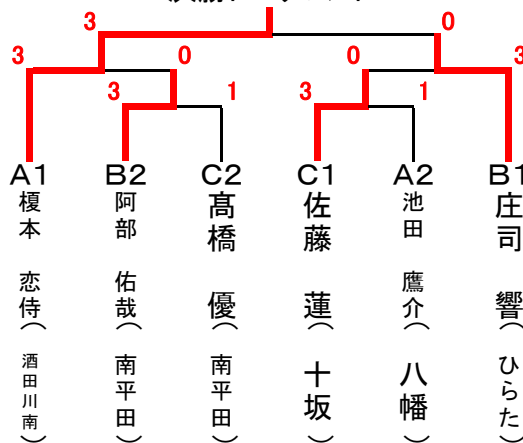 3 0
3 0 0 3
3 1 3 1
A1 B2 C2 C1 A2 B1
榎本 恋侍（酒田川南）
阿部 佑哉（南平田）
髙橋 優（南平田）
佐藤 蓮（十坂）
池田 鷹介（八幡）
庄司 響（ひらた）